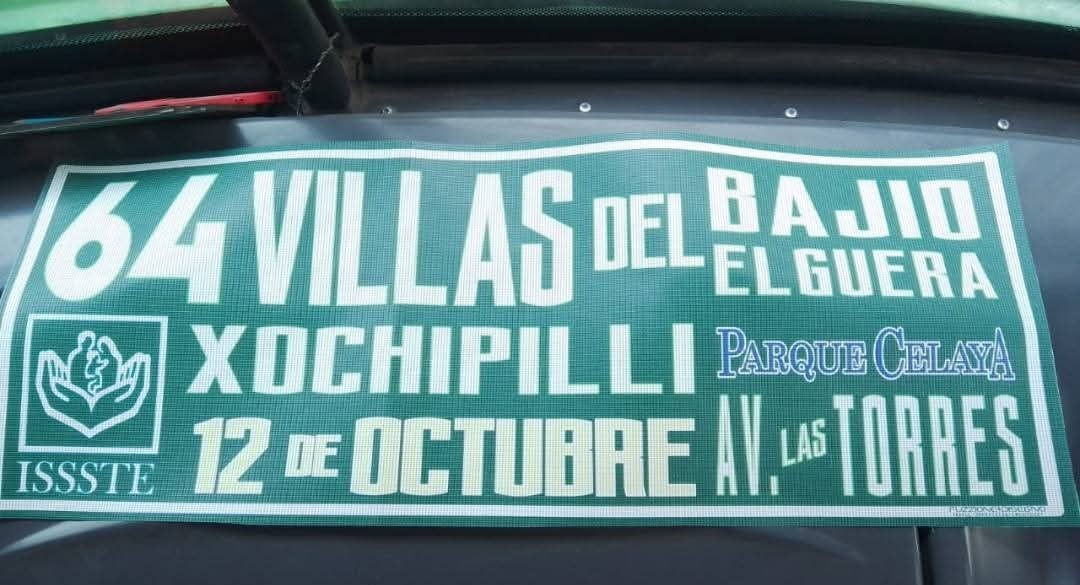 64 VILLAS DEL BAJIO
EL GUERA
XOCHIPILLI PARQUE CELAYA
ISSSTE 12 DE OCTUBRE AV. LAS TORRES